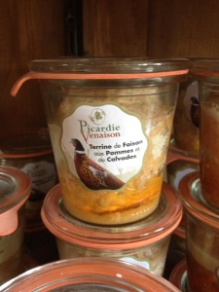 Picardie
Venaison
Terrine de Faisan
aux Pommes et
au Calvados